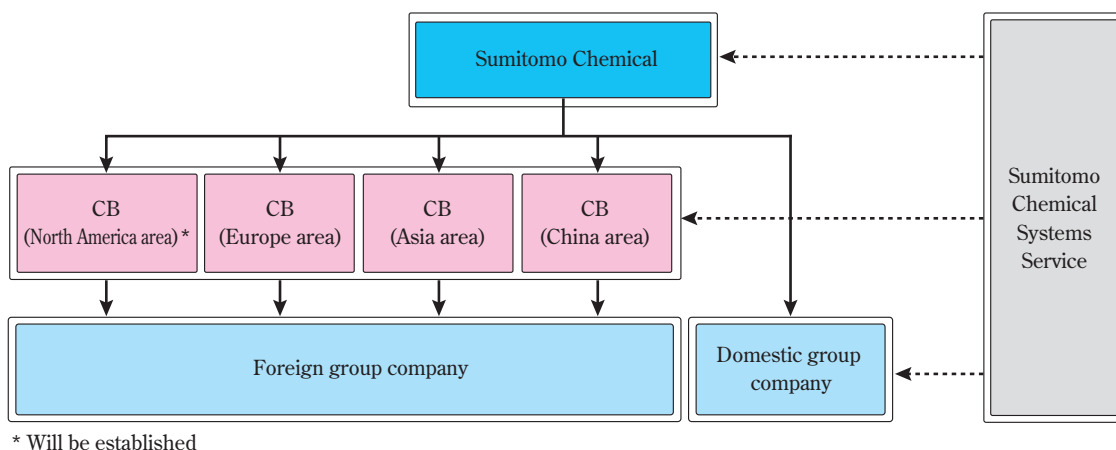 Sumitomo Chemical
CB
(North America area) *
CB
(Europe area)
CB
(Asia area)
CB
(China area)
Sumitomo
Chemical
Systems
Service
Foreign group company
Domestic group
company
* Will be established